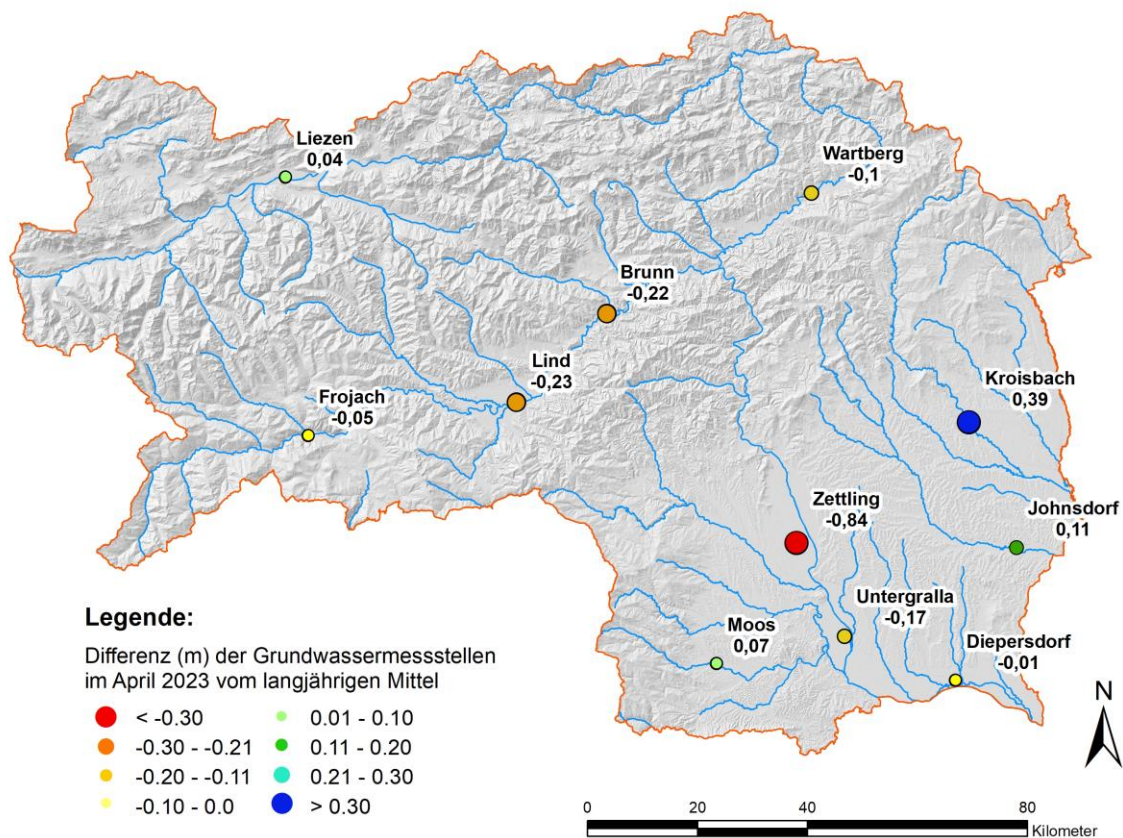 Liezen
0,04
Wartberg
-0,1
Brunn
-0,22
Lind
-0,23
Frojach
-0,05
Kroisbach
0,39
Zettling
-0,84
Johnsdorf
0,11
Untergralla
-0,17
Moos
0,07
Diepersdorf
-0,01
Legende:
Differenz (m) der Grundwassermessstellen
im April 2023 vom langjährigen Mittel
< -0.30
-0.30 - -0.21
-0.20 - -0.11
-0.10 - 0.0
0.01 - 0.10
0.11 - 0.20
0.21 - 0.30
> 0.30
N
0 20 40 80
Kilometer